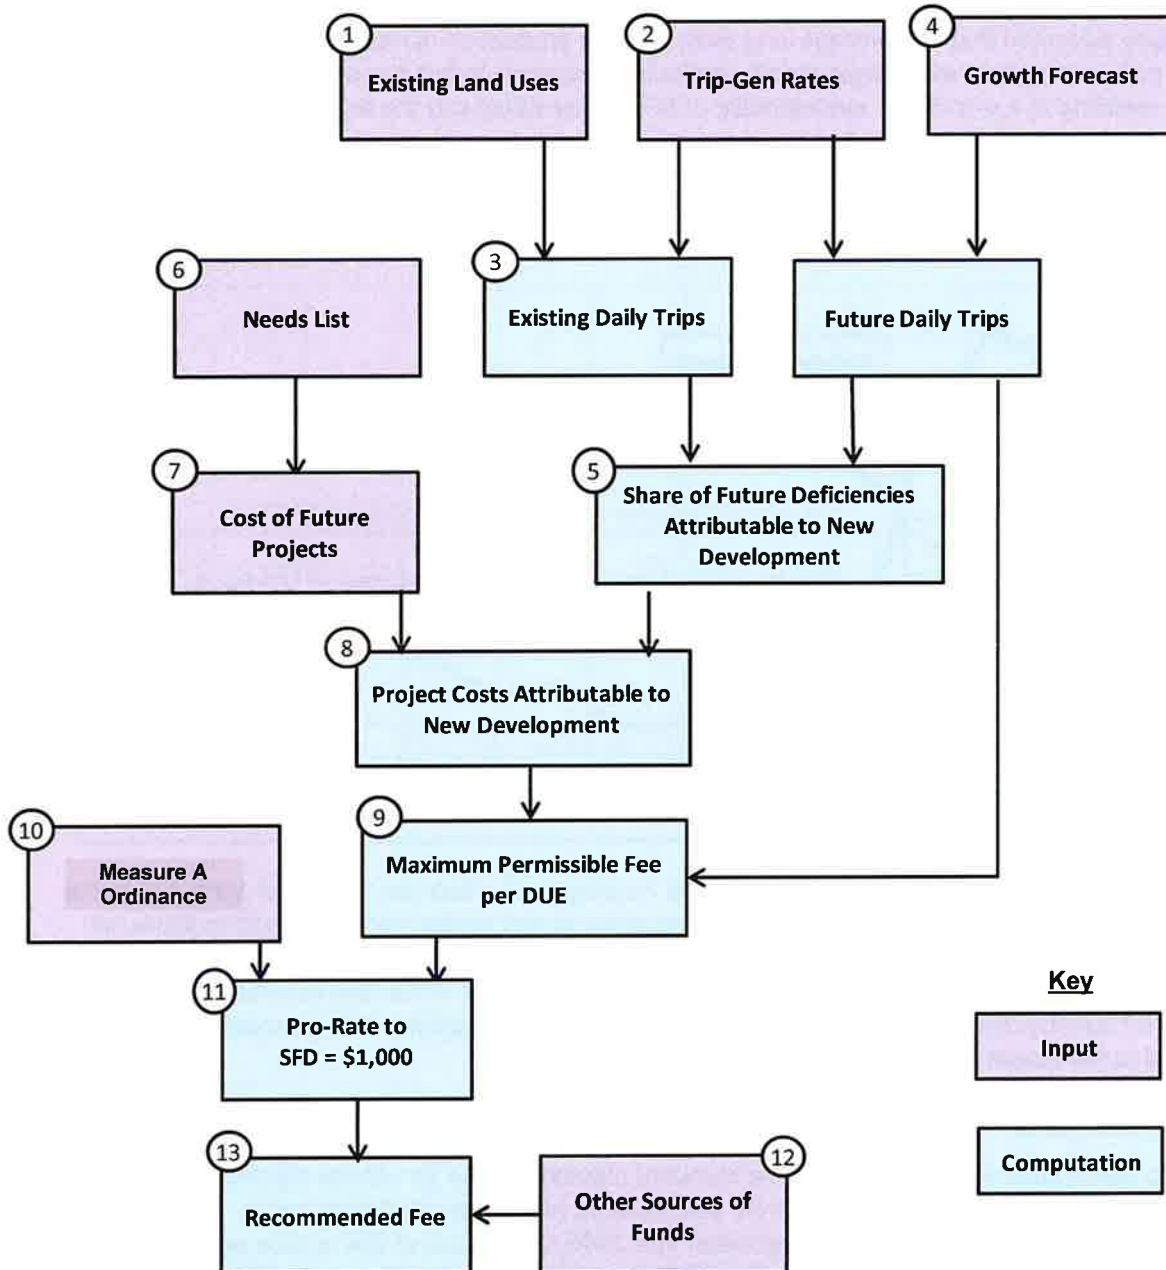 1
Existing Land Uses
2
Trip-Gen Rates
4
Growth Forecast
6
Needs List
3
Existing Daily Trips
Future Daily Trips
7
Cost of Future
Projects
5
Share of Future Deficiencies
Attributable to New
Development
8
Project Costs Attributable to
New Development
10
Measure A
Ordinance
9
Maximum Permissible Fee
per DUE
11
Pro-Rate to
SFD = $1,000
Key
Input
Computation
13
Recommended Fee
12
Other Sources of
Funds